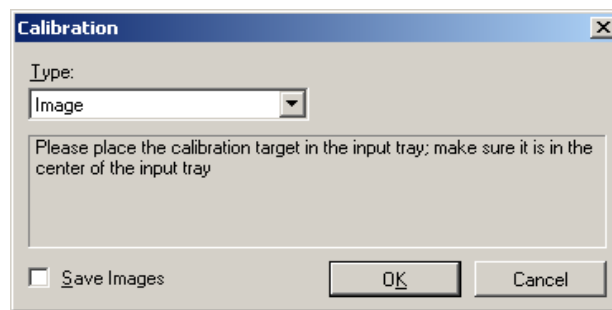 Calibration
Type:
Image
Please place the calibration target in the input tray; make sure it is in the
center of the input tray
Save Images
OK
Cancel